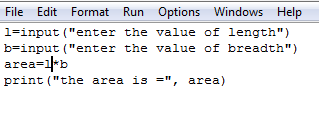 File Edit Format Run Options Windows Help
l=input("enter the value of length")
b=input("enter the value of breadth")
area=l*b
print("the area is =", area)